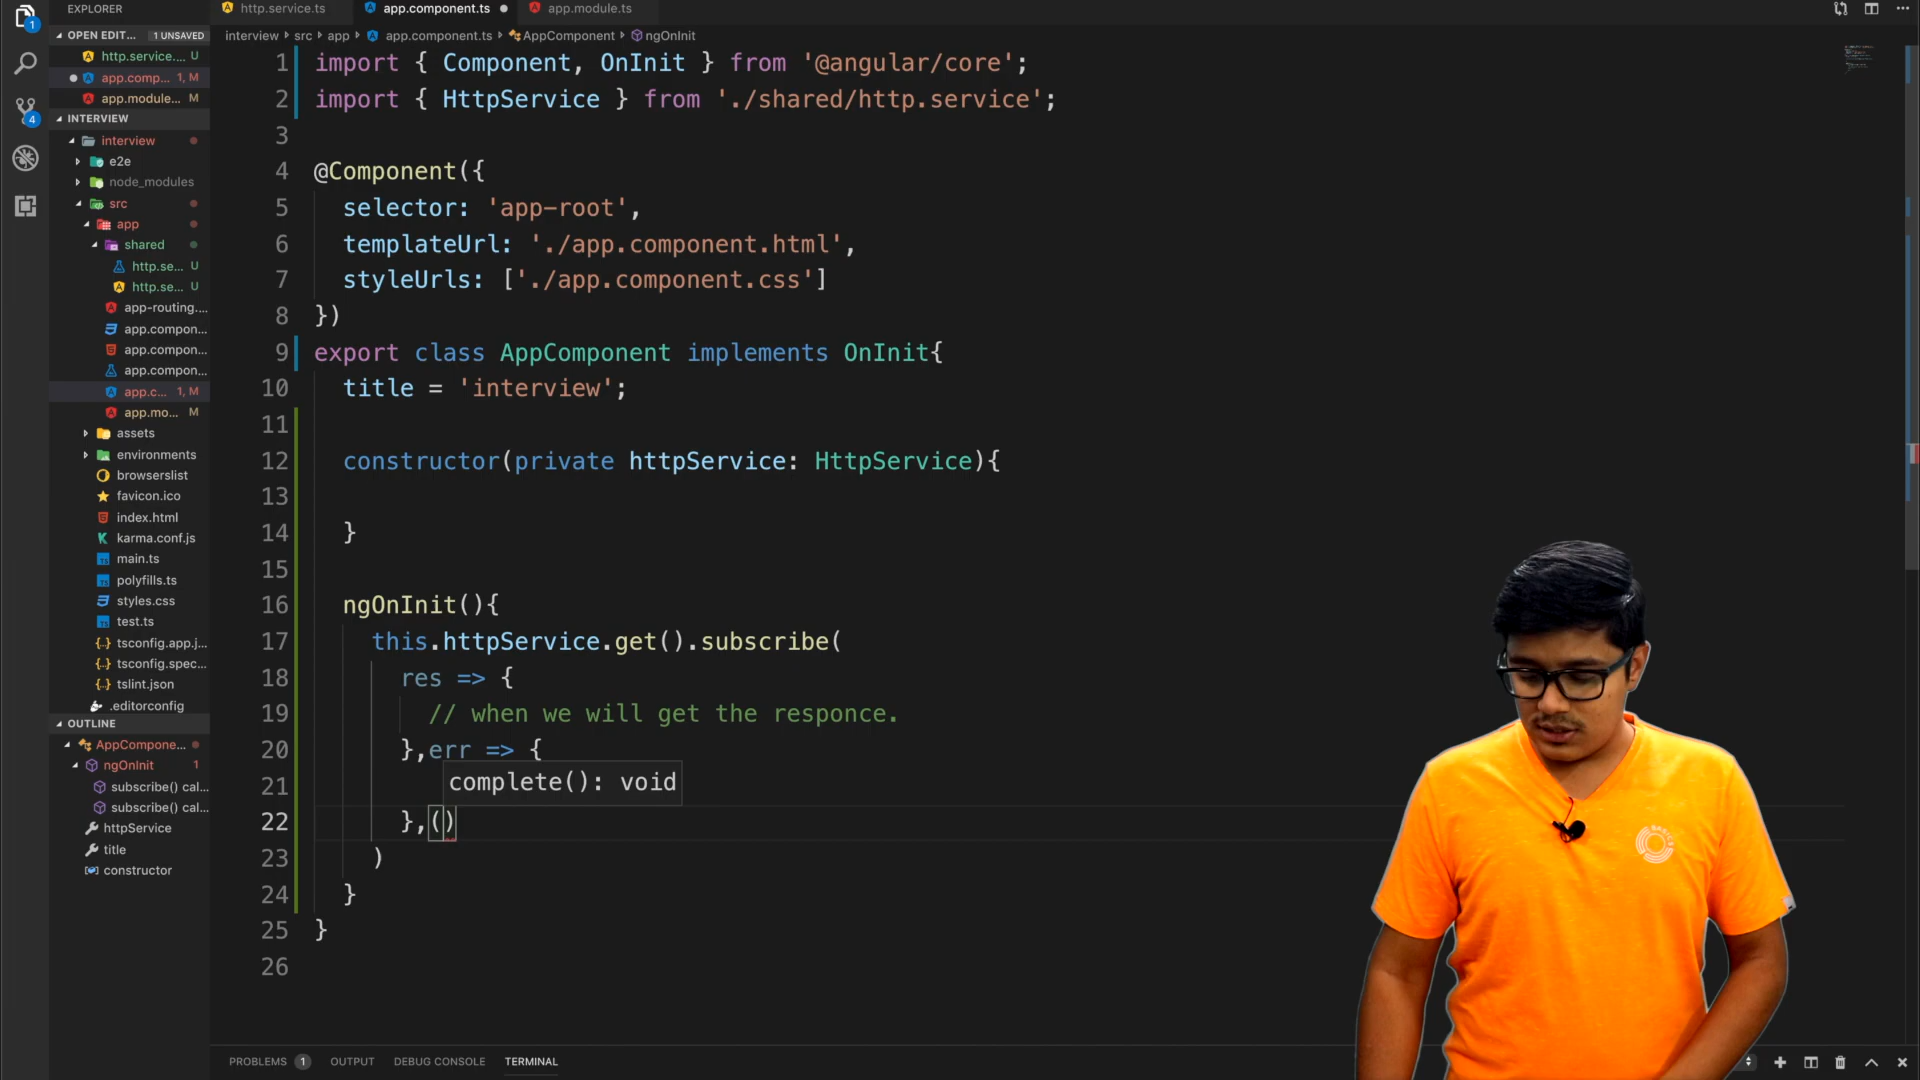 EXPLORER
OPEN EDIT... 1 UNSAVED
http.service.... U
app.comp... 1, M
app.module... M
INTERVIEW
interview
e2e
node_modules
src
app
shared
http.se... U
http.se... U
app-routing....
app.compon...
app.compon...
app.compon...
app.c... 1, M
app.mo... M
assets
environments
browserslist
favicon.ico
index.html
karma.conf.js
main.ts
polyfills.ts
styles.css
test.ts
tsconfig.app.j...
tsconfig.spec...
tslint.json
.editorconfig
OUTLINE
AppCompone...
ngOnInit 1
subscribe() cal...
subscribe() cal...
httpService
title
constructor
1
4
http.service.ts app.component.ts app.module.ts
interview src app app.component.ts AppComponent ngOnInit
1 import { Component, OnInit } from '@angular/core';
2 import { HttpService } from './shared/http.service';
3
4 @Component({
5 selector: 'app-root',
6 templateUrl: './app.component.html',
7 styleUrls: ['./app.component.css']
8 })
9 export class AppComponent implements OnInit{
10 title = 'interview';
11
12 constructor(private httpService: HttpService){
13
14 }
15
16 ngOnInit(){
17 this.httpService.get().subscribe(
18 res => {
19 // when we will get the responce.
20 },err => {
21 complete(): void
22 },()
23 )
24 }
25 }
26
PROBLEMS 1 OUTPUT DEBUG CONSOLE TERMINAL